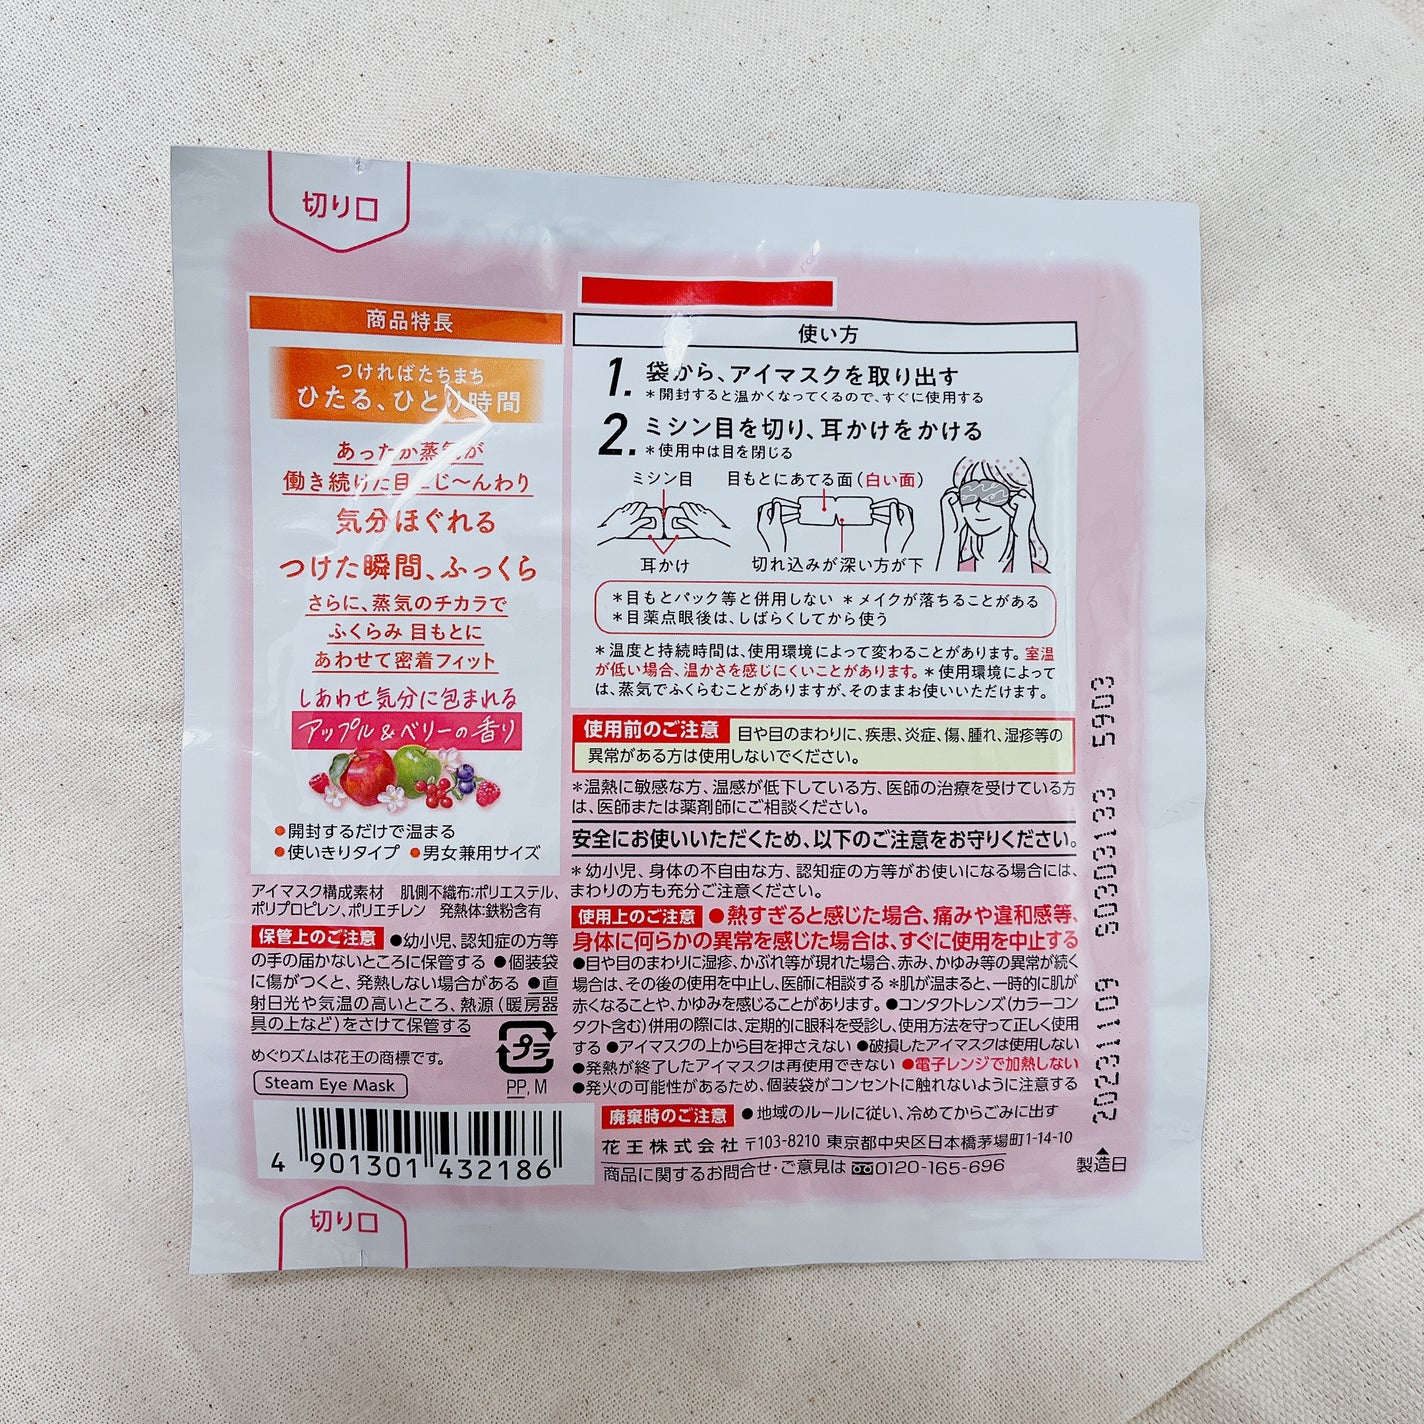 切り口
商品特長
つければたちまち
ひたる、ひとり時間
あったか蒸気が
働き続けた目にじ〜んわり
気分ほぐれる
つけた瞬間、ふっくら
さらに、蒸気のチカラで
ふくらみ 目もとに
あわせて密着フィット
しあわせ気分に包まれる
アップル&ベリーの香り
●開封するだけで温まる
●使いきりタイプ ●男女兼用サイズ
アイマスク構成素材 肌側不織布:ポリエステル、
ポリプロピレン、ポリエチレン 発熱体:鉄粉含有
保管上のご注意 ●幼小児、認知症の方等
の手の届かないところに保管する ●個装袋
に傷がつくと、発熱しない場合がある ●直
射日光や気温の高いところ、熱源(暖房器
具の上など)をさけて保管する
めぐりズムは花王の商標です。
Steam Eye Mask
プラ
PP, M
4 901301 432186
切り口
使い方
1. 袋から、アイマスクを取り出す
*開封すると温かくなってくるので、すぐに使用する
2. ミシン目を切り、耳かけをかける
*使用中は目を閉じる
ミシン目 目もとにあてる面(白い面)
耳かけ 切れ込みが深い方が下
*目もとパック等と併用しない *メイクが落ちることがある
*目薬点眼後は、しばらくしてから使う
*温度と持続時間は、使用環境によって変わることがあります。室温
が低い場合、温かさを感じにくいことがあります。*使用環境によって
は、蒸気でふくらむことがありますが、そのままお使いいただけます。
使用前のご注意 目や目のまわりに、疾患、炎症、傷、腫れ、湿疹等の
異常がある方は使用しないでください。
*温熱に敏感な方、温感が低下している方、医師の治療を受けている方
は、医師または薬剤師にご相談ください。
安全にお使いいただくため、以下のご注意をお守りください。
*幼小児、身体の不自由な方、認知症の方等がお使いになる場合には、
まわりの方も充分ご注意ください。
使用上のご注意 ●熱すぎると感じた場合、痛みや違和感等、
身体に何らかの異常を感じた場合は、すぐに使用を中止する
●目や目のまわりに湿疹、かぶれ等が現れた場合、赤み、かゆみ等の異常が続く
場合は、その後の使用を中止し、医師に相談する *肌が温まると、一時的に肌が
赤くなることや、かゆみを感じることがあります。●コンタクトレンズ(カラーコン
タクト含む)併用の際には、定期的に眼科を受診し、使用方法を守って正しく使用
する ●アイマスクの上から目を押さえない ●破損したアイマスクは使用しない
●発熱が終了したアイマスクは再使用できない ●電子レンジで加熱しない
●発火の可能性があるため、個装袋がコンセントに触れないように注意する
廃棄時のご注意 ●地域のルールに従い、冷めてからごみに出す
花王株式会社 〒103-8210 東京都中央区日本橋茅場町1-14-10
商品に関するお問合せ・ご意見は 0120-165-696
20231109 S0303133 5903
▲
製造日